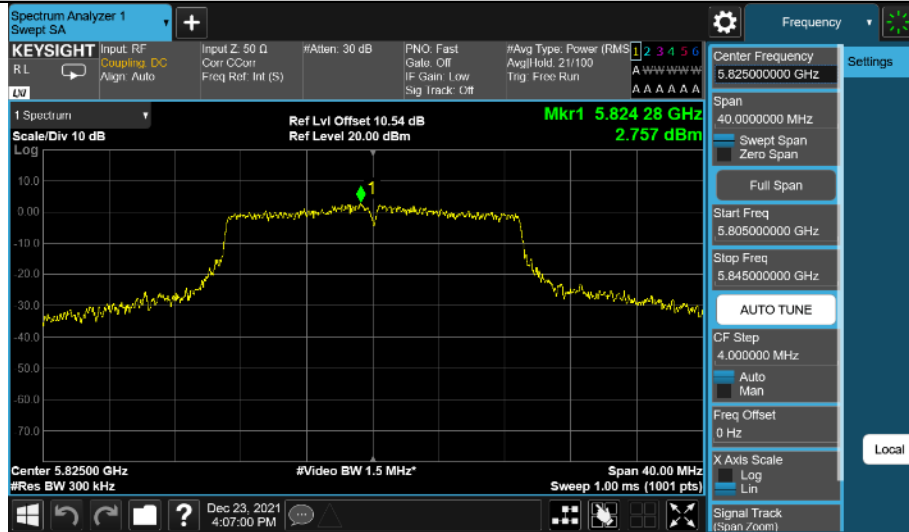 Spectrum Analyzer 1
Swept SA
+
Frequency
KEYSIGHT
RL
LXI
Input: RF
Coupling: DC
Align: Auto
Input Z: 50 Ω
Corr CCorr
Freq Ref: Int (S)
#Atten: 30 dB
PNO: Fast
Gate: Off
IF Gain: Low
Sig Track: Off
#Avg Type: Power (RMS
Avg|Hold: 21/100
Trig: Free Run
1 2 3 4 5 6
A W W W W W
A A A A A A
Center Frequency
5.825000000 GHz
Settings
Span
40.0000000 MHz
Swept Span
Zero Span
Full Span
Start Freq
5.805000000 GHz
Stop Freq
5.845000000 GHz
AUTO TUNE
CF Step
4.000000 MHz
Auto
Man
Freq Offset
0 Hz
X Axis Scale
Log
Lin
Local
Signal Track
(Span Zoom)
1 Spectrum
Scale/Div 10 dB
Log
Ref Lvl Offset 10.54 dB
Ref Level 20.00 dBm
Mkr1 5.824 28 GHz
2.757 dBm
1
10.0
0.00
-10.0
-20.0
-30.0
-40.0
-50.0
-60.0
-70.0
Center 5.82500 GHz
#Res BW 300 kHz
#Video BW 1.5 MHz*
Span 40.00 MHz
Sweep 1.00 ms (1001 pts)
?
Dec 23, 2021
4:07:00 PM